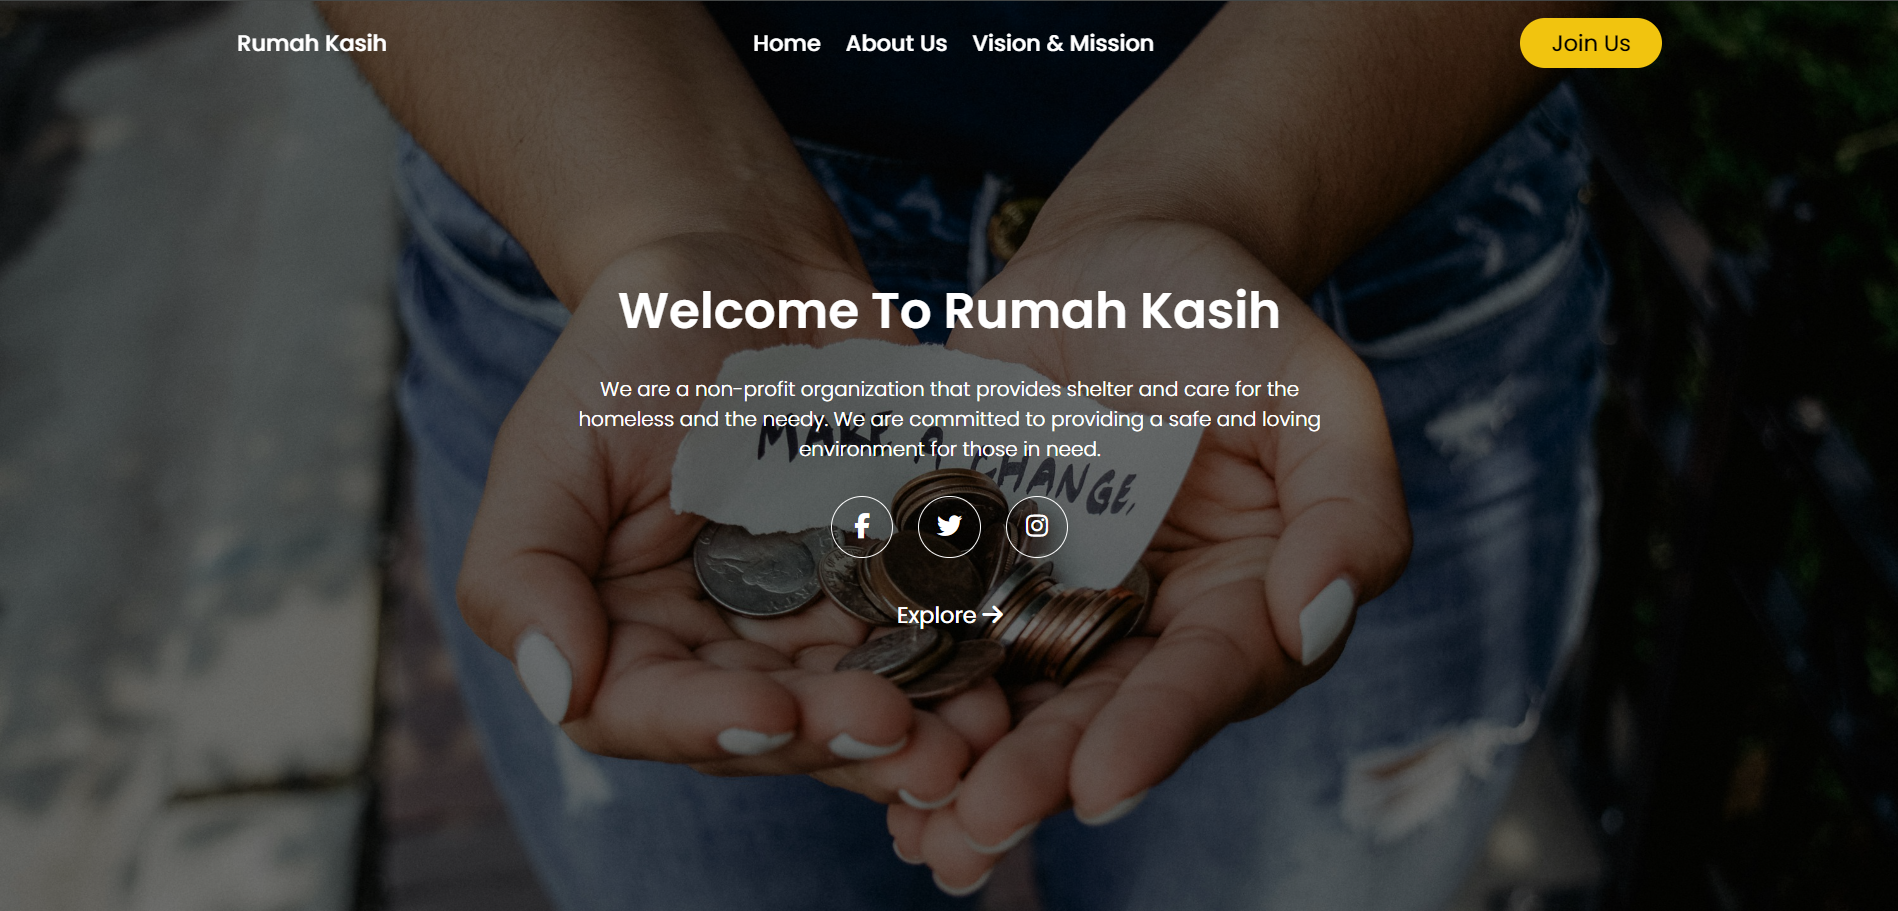 Rumah Kasih
Home About Us Vision & Mission
Join Us
Welcome To Rumah Kasih
We are a non-profit organization that provides shelter and care for the
homeless and the needy. We are committed to providing a safe and loving
environment for those in need.
MAKE A CHANGE,
Explore